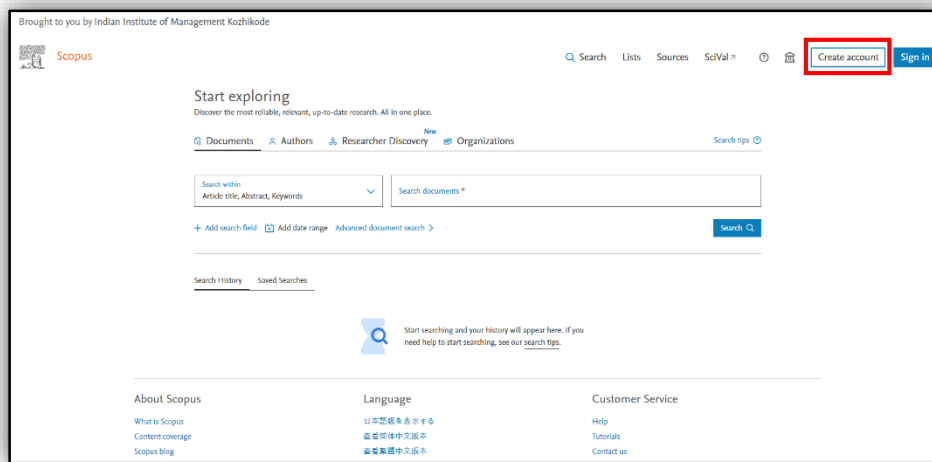 Brought to you by Indian Institute of Management Kozhikode
Scopus
Search Lists Sources SciVal Create account Sign in
Start exploring
Discover the most reliable, relevant, up-to-date research. All in one place.
New
Documents Authors Researcher Discovery Organizations Search tips
Search within
Article title, Abstract, Keywords
Search documents *
+ Add search field Add date range Advanced document search > Search
Search History Saved Searches
Start searching and your history will appear here. If you
need help to start searching, see our search tips.
About Scopus Language Customer Service
What is Scopus 日本語版を表示する Help
Content coverage 查看简体中文版本 Tutorials
Scopus blog 查看繁體中文版本 Contact us